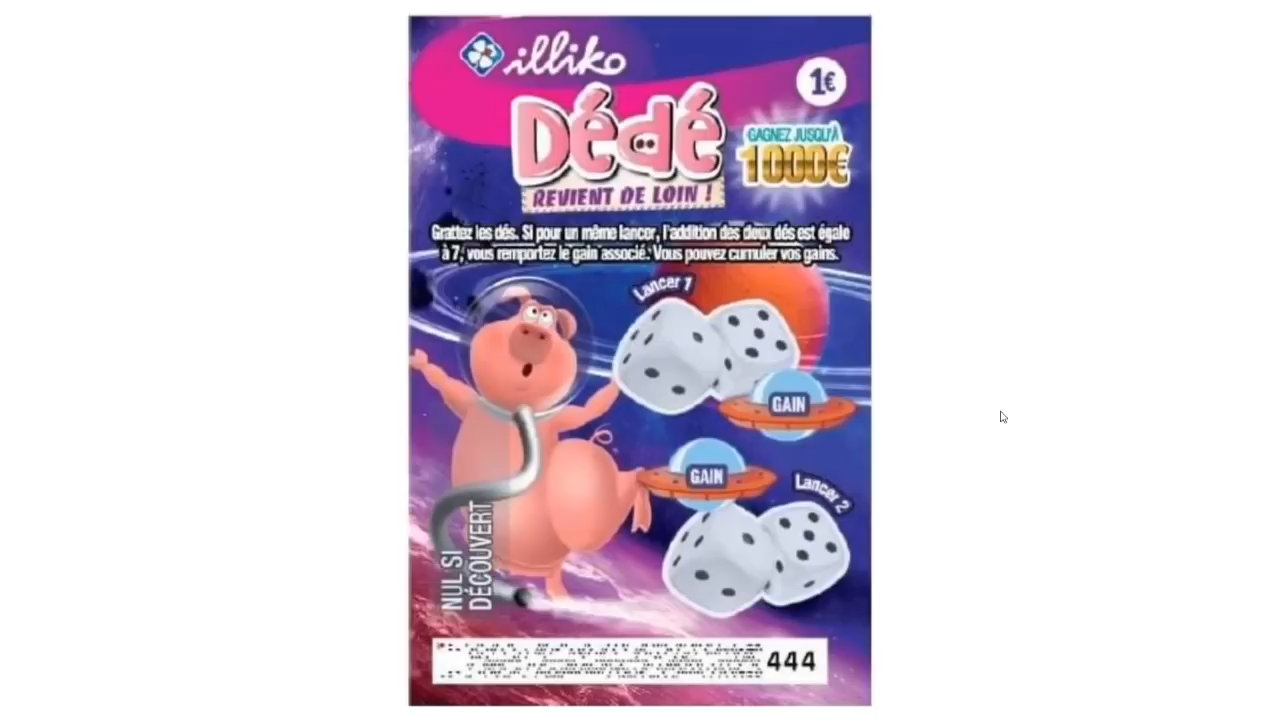 illiko
1€
Dédé
REVIENT DE LOIN !
GAGNEZ JUSQU'À
1000€
Grattez les dés. Si pour un même lancer, l'addition des deux dés est égale
à 7, vous remportez le gain associé. Vous pouvez cumuler vos gains.
Lancer 1
GAIN
GAIN
Lancer 2
NUL SI
DÉCOUVERT
444